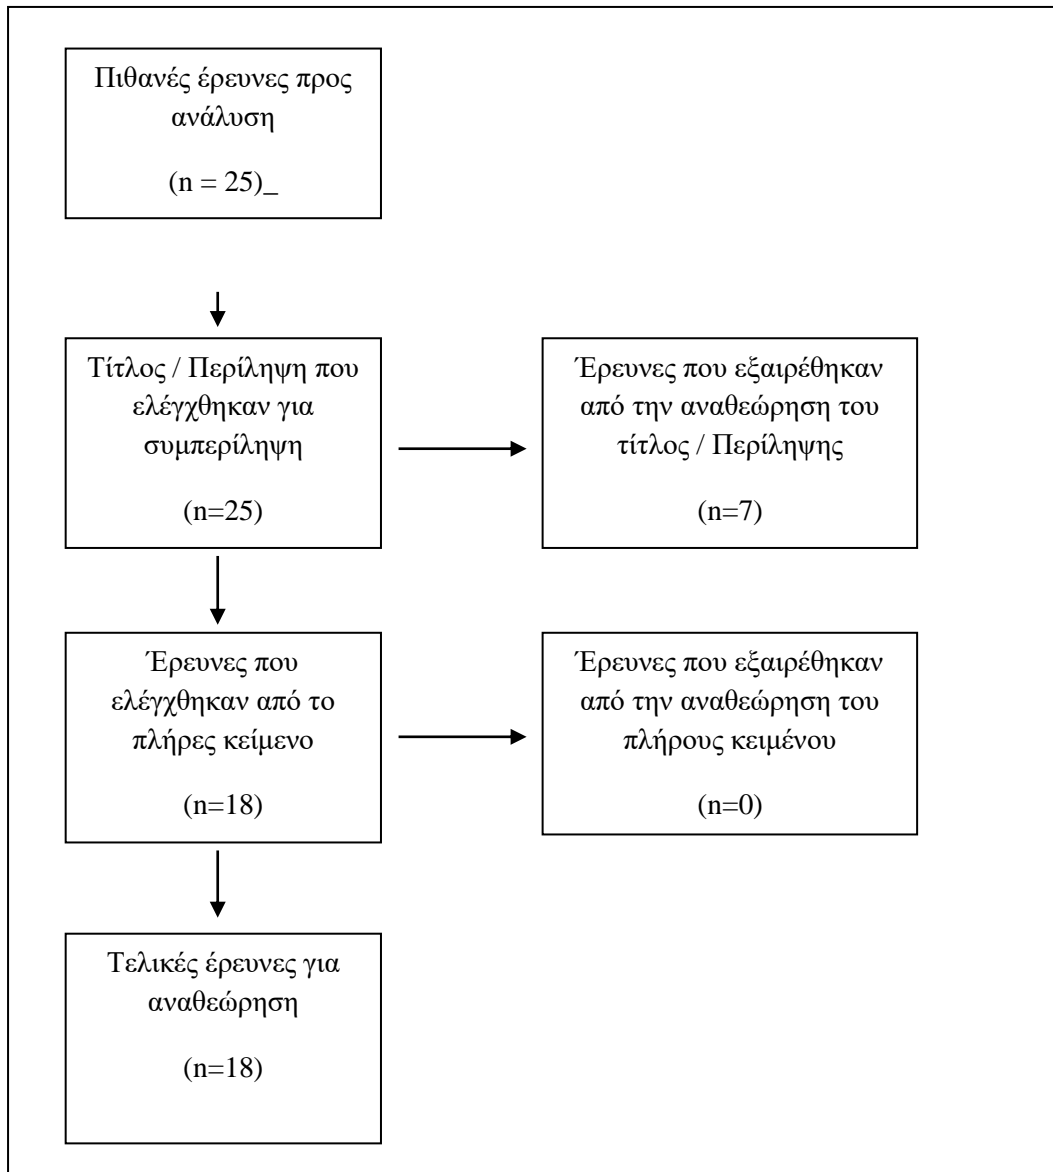 Πιθανές έρευνες προς
ανάλυση
(n = 25)_
Τίτλος / Περίληψη που
ελέγχθηκαν για
συμπερίληψη
(n=25)
Έρευνες που εξαιρέθηκαν
από την αναθεώρηση του
τίτλος / Περίληψης
(n=7)
Έρευνες που
ελέγχθηκαν από το
πλήρες κείμενο
(n=18)
Έρευνες που εξαιρέθηκαν
από την αναθεώρηση του
πλήρους κειμένου
(n=0)
Τελικές έρευνες για
αναθεώρηση
(n=18)